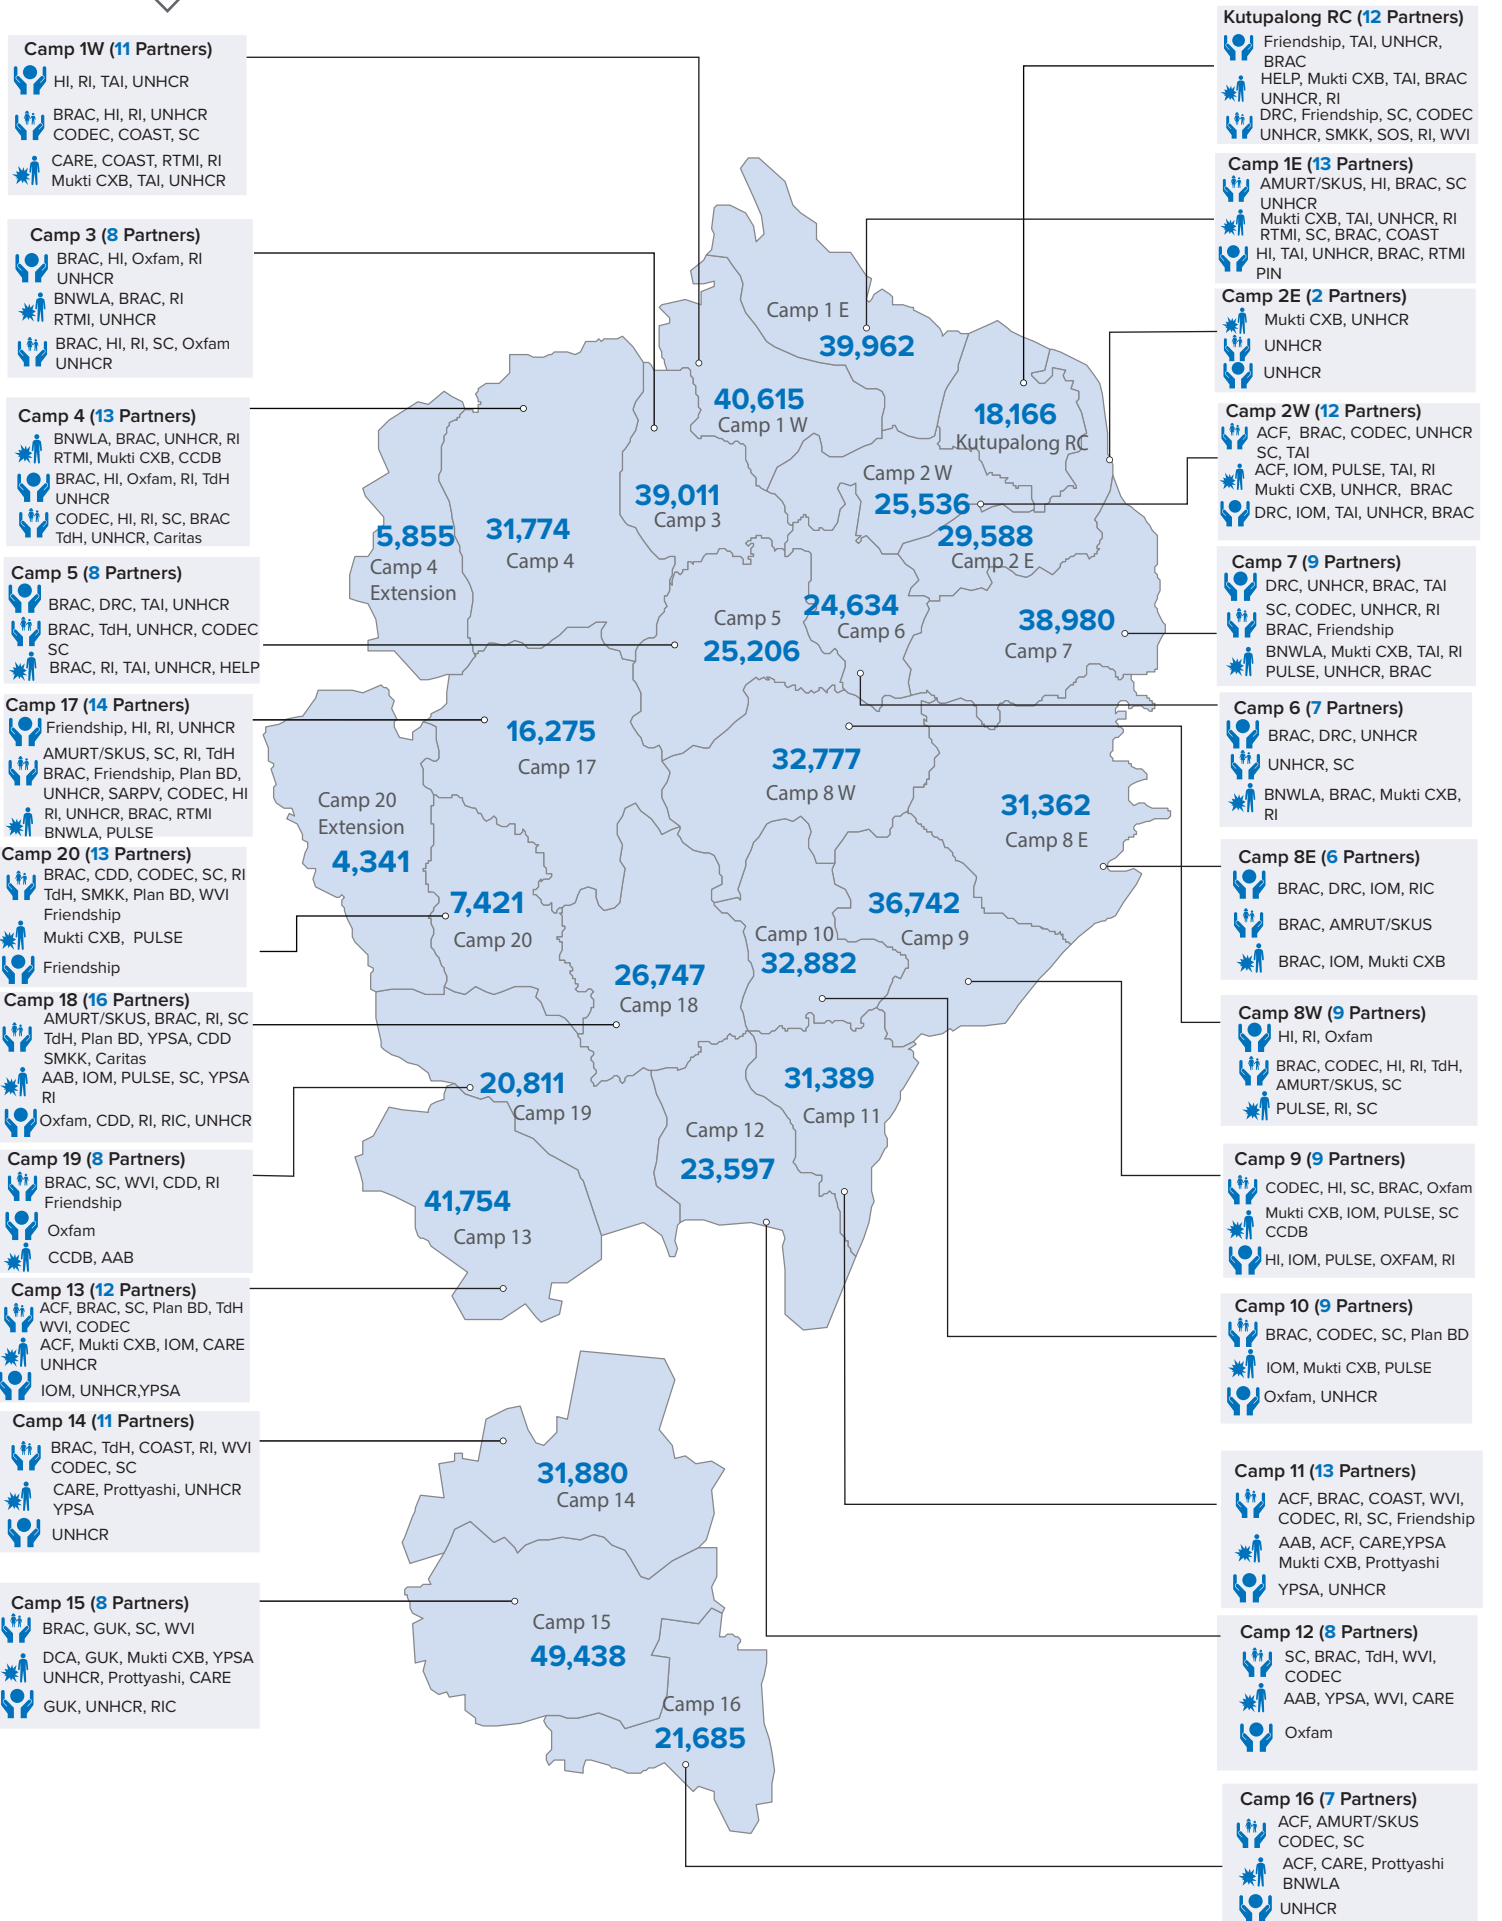 Camp 1W (11 Partners)
HI, RI, TAI, UNHCR
BRAC, HI, RI, UNHCR
CODEC, COAST, SC
CARE, COAST, RTMI, RI
Mukti CXB, TAI, UNHCR
Camp 3 (8 Partners)
BRAC, HI, Oxfam, RI
UNHCR
BNWLA, BRAC, RI
RTMI, UNHCR
BRAC, HI, RI, SC, Oxfam
UNHCR
Camp 4 (13 Partners)
BNWLA, BRAC, UNHCR, RI
RTMI, Mukti CXB, CCDB
BRAC, HI, Oxfam, RI, TdH
UNHCR
CODEC, HI, RI, SC, BRAC
TdH, UNHCR, Caritas
Camp 5 (8 Partners)
BRAC, DRC, TAI, UNHCR
BRAC, TdH, UNHCR, CODEC
SC
BRAC, RI, TAI, UNHCR, HELP
Camp 17 (14 Partners)
Friendship, HI, RI, UNHCR
AMURT/SKUS, SC, RI, TdH
BRAC, Friendship, Plan BD,
UNHCR, SARPV, CODEC, HI
RI, UNHCR, BRAC, RTMI
BNWLA, PULSE
Camp 20 (13 Partners)
BRAC, CDD, CODEC, SC, RI
TdH, SMKK, Plan BD, WVI
Friendship
Mukti CXB, PULSE
Friendship
Camp 18 (16 Partners)
AMURT/SKUS, BRAC, RI, SC
TdH, Plan BD, YPSA, CDD
SMKK, Caritas
AAB, IOM, PULSE, SC, YPSA
RI
Oxfam, CDD, RI, RIC, UNHCR
Camp 19 (8 Partners)
BRAC, SC, WVI, CDD, RI
Friendship
Oxfam
CCDB, AAB
Camp 13 (12 Partners)
ACF, BRAC, SC, Plan BD, TdH
WVI, CODEC
ACF, Mukti CXB, IOM, CARE
UNHCR
IOM, UNHCR,YPSA
Camp 14 (11 Partners)
BRAC, TdH, COAST, RI, WVI
CODEC, SC
CARE, Prottyashi, UNHCR
YPSA
UNHCR
Camp 15 (8 Partners)
BRAC, GUK, SC, WVI
DCA, GUK, Mukti CXB, YPSA
UNHCR, Prottyashi, CARE
GUK, UNHCR, RIC
Camp 1 E
39,962
40,615
Camp 1 W
18,166
Kutupalong RC
Camp 2 W
25,536
29,588
Camp 2 E
39,011
Camp 3
5,855
Camp 4
Extension
31,774
Camp 4
Camp 5
25,206
24,634
Camp 6
38,980
Camp 7
16,275
Camp 17
32,777
Camp 8 W
31,362
Camp 8 E
Camp 20
Extension
4,341
7,421
Camp 20
36,742
Camp 9
Camp 10
32,882
26,747
Camp 18
31,389
Camp 11
20,811
Camp 19
Camp 12
23,597
41,754
Camp 13
31,880
Camp 14
Camp 15
49,438
Camp 16
21,685
Kutupalong RC (12 Partners)
Friendship, TAI, UNHCR,
BRAC
HELP, Mukti CXB, TAI, BRAC
UNHCR, RI
DRC, Friendship, SC, CODEC
UNHCR, SMKK, SOS, RI, WVI
Camp 1E (13 Partners)
AMURT/SKUS, HI, BRAC, SC
UNHCR
Mukti CXB, TAI, UNHCR, RI
RTMI, SC, BRAC, COAST
HI, TAI, UNHCR, BRAC, RTMI
PIN
Camp 2E (2 Partners)
Mukti CXB, UNHCR
UNHCR
UNHCR
Camp 2W (12 Partners)
ACF, BRAC, CODEC, UNHCR
SC, TAI
ACF, IOM, PULSE, TAI, RI
Mukti CXB, UNHCR, BRAC
DRC, IOM, TAI, UNHCR, BRAC
Camp 7 (9 Partners)
DRC, UNHCR, BRAC, TAI
SC, CODEC, UNHCR, RI
BRAC, Friendship
BNWLA, Mukti CXB, TAI, RI
PULSE, UNHCR, BRAC
Camp 6 (7 Partners)
BRAC, DRC, UNHCR
UNHCR, SC
BNWLA, BRAC, Mukti CXB,
RI
Camp 8E (6 Partners)
BRAC, DRC, IOM, RIC
BRAC, AMRUT/SKUS
BRAC, IOM, Mukti CXB
Camp 8W (9 Partners)
HI, RI, Oxfam
BRAC, CODEC, HI, RI, TdH,
AMURT/SKUS, SC
PULSE, RI, SC
Camp 9 (9 Partners)
CODEC, HI, SC, BRAC, Oxfam
Mukti CXB, IOM, PULSE, SC
CCDB
HI, IOM, PULSE, OXFAM, RI
Camp 10 (9 Partners)
BRAC, CODEC, SC, Plan BD
IOM, Mukti CXB, PULSE
Oxfam, UNHCR
Camp 11 (13 Partners)
ACF, BRAC, COAST, WVI,
CODEC, RI, SC, Friendship
AAB, ACF, CARE,YPSA
Mukti CXB, Prottyashi
YPSA, UNHCR
Camp 12 (8 Partners)
SC, BRAC, TdH, WVI,
CODEC
AAB, YPSA, WVI, CARE
Oxfam
Camp 16 (7 Partners)
ACF, AMURT/SKUS
CODEC, SC
ACF, CARE, Prottyashi
BNWLA
UNHCR